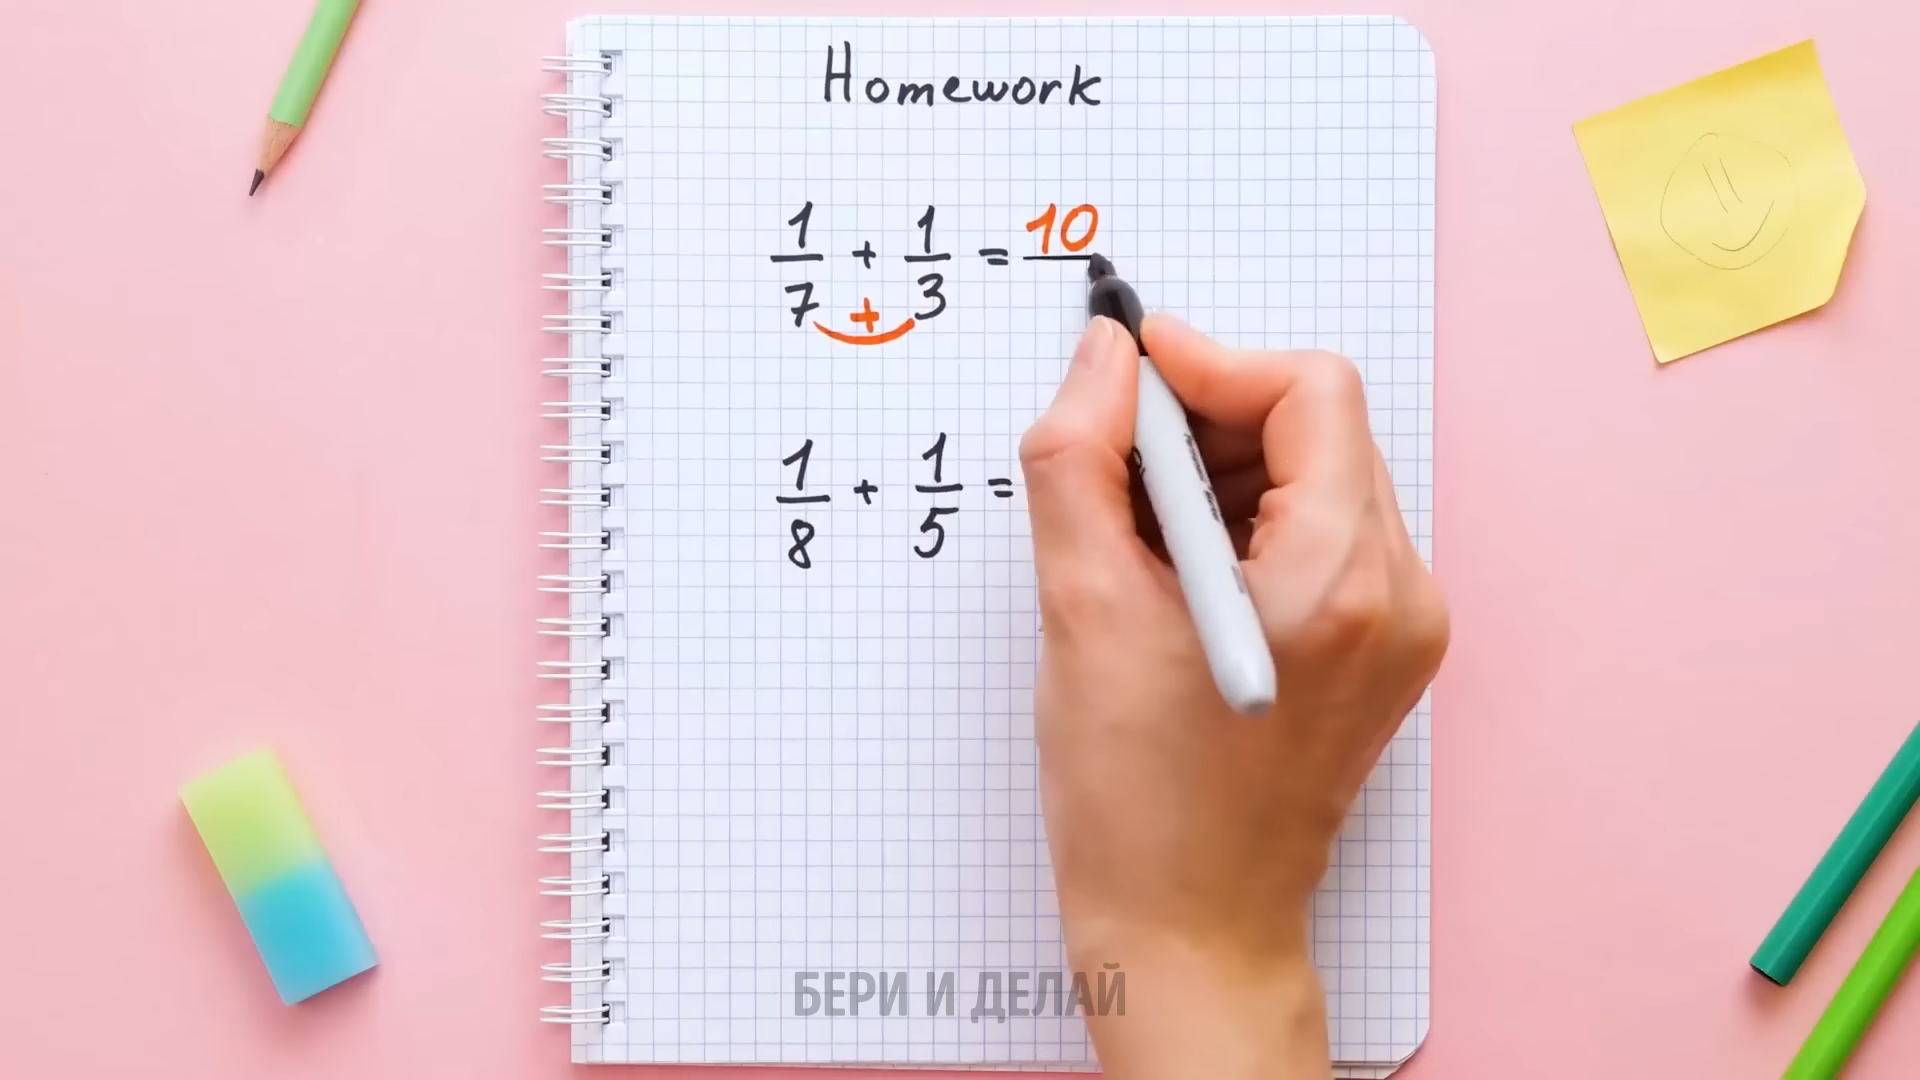 Homework
1/7 + 1/3 = 10/
+
1/8 + 1/5 =
БЕРИ И ДЕЛАЙ